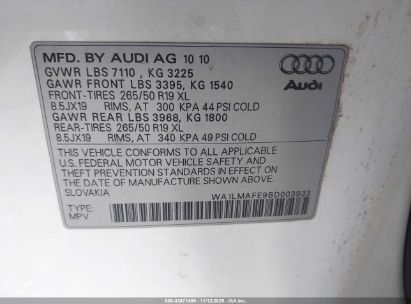 MFD. BY AUDI AG 10 10
GVWR LBS 7110 , KG 3225
GAWR FRONT LBS 3395, KG 1540
FRONT-TIRES 265/50 R19 XL
8.5JX19 RIMS, AT 300 KPA 44 PSI COLD
GAWR REAR LBS 3968, KG 1800
REAR-TIRES 265/50 R19 XL
8.5JX19 RIMS, AT 340 KPA 49 PSI COLD
Audi
THIS VEHICLE CONFORMS TO ALL APPLICABLE
U.S. FEDERAL MOTOR VEHICLE SAFETY AND
THEFT PREVENTION STANDARDS IN EFFECT ON
THE DATE OF MANUFACTURE SHOWN ABOVE.
SLOVAKIA
WA1LMAFE9BD003933
TYPE:
MPV